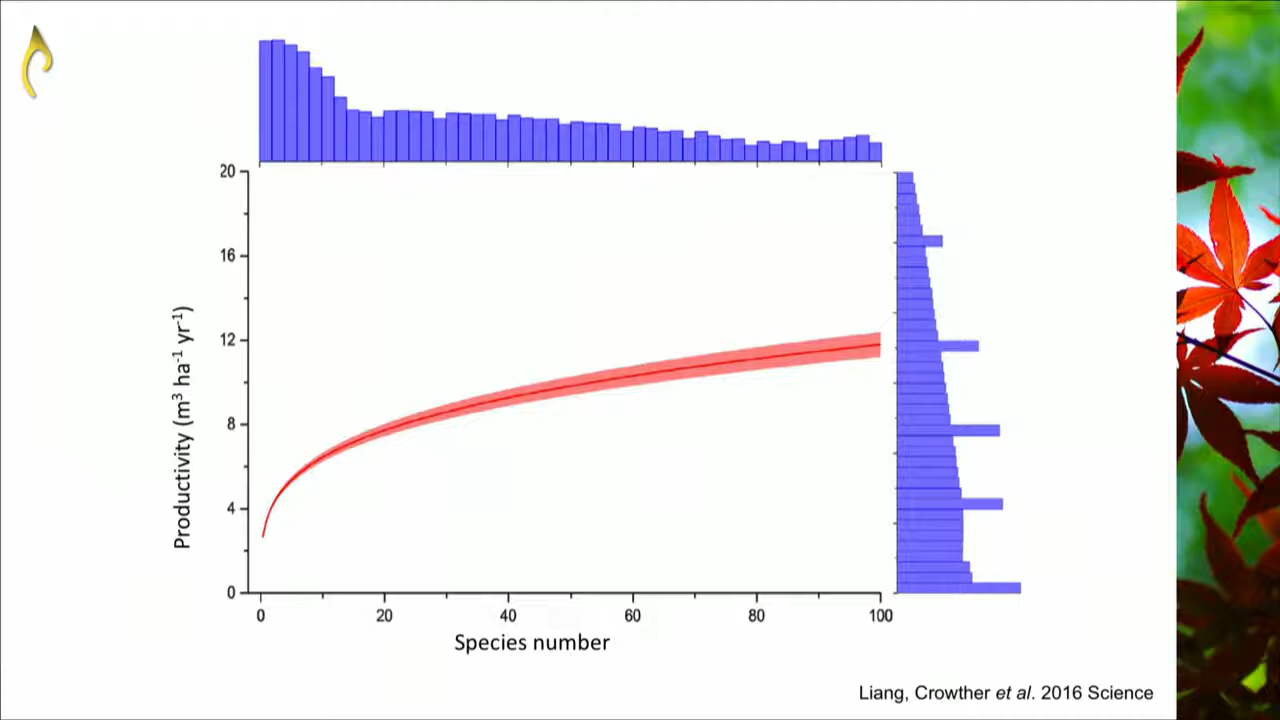 20
16
12
8
4
0
Productivity (m³ ha⁻¹ yr⁻¹)
0 20 40 60 80 100
Species number
Liang, Crowther et al. 2016 Science